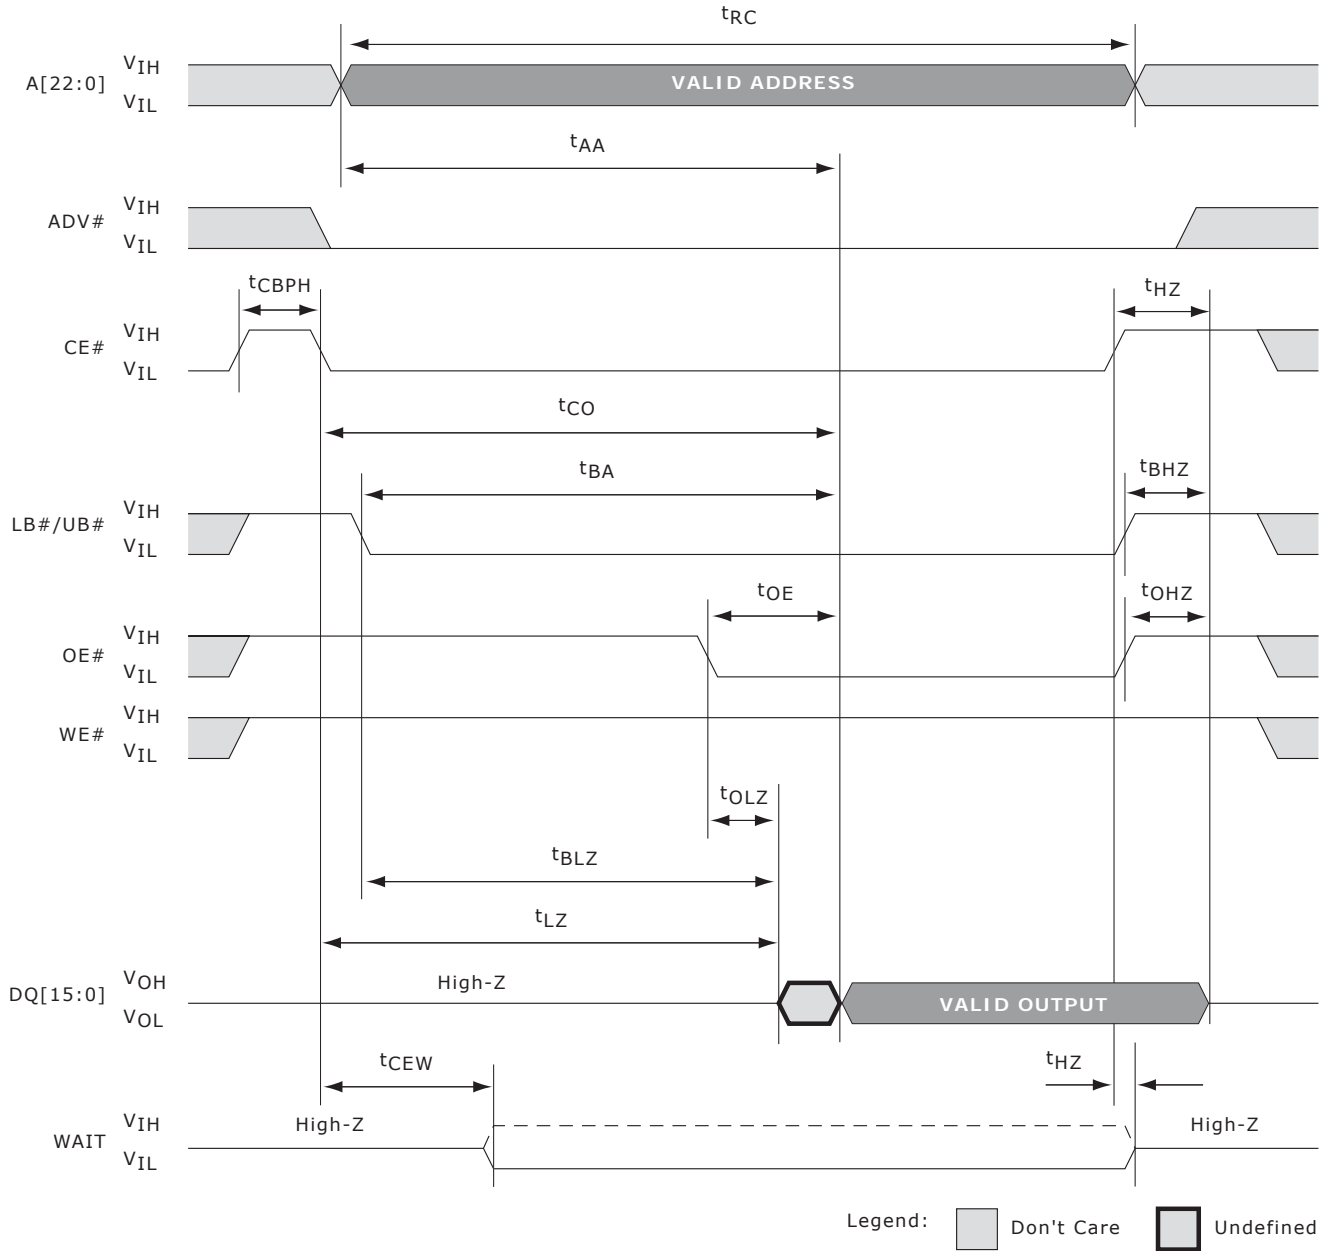 tRC
VIH
A[22:0]
VALID ADDRESS
VIL
tAA
VIH
ADV#
VIL
tCBPH
tHZ
VIH
CE#
VIL
tCO
tBA
tBHZ
VIH
LB#/UB#
VIL
tOE
tOHZ
VIH
OE#
VIL
VIH
WE#
VIL
tOLZ
tBLZ
tLZ
VOH
High-Z
DQ[15:0]
VALID OUTPUT
VOL
tCEW
tHZ
VIH
High-Z
High-Z
WAIT
VIL
Legend: Don't Care Undefined